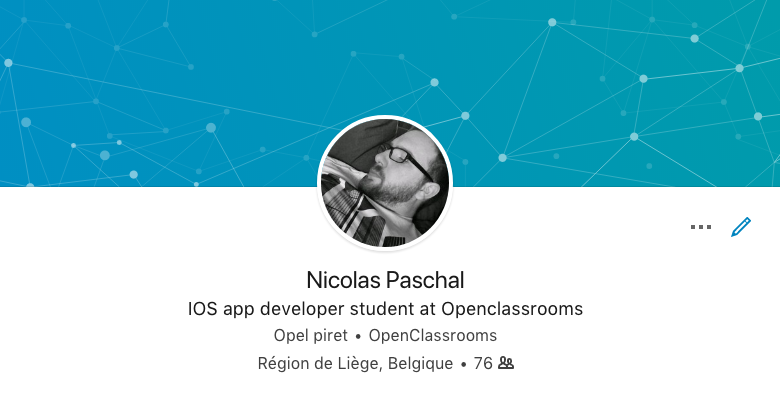 Nicolas Paschal
IOS app developer student at Openclassrooms
Opel piret • OpenClassrooms
Région de Liège, Belgique • 76